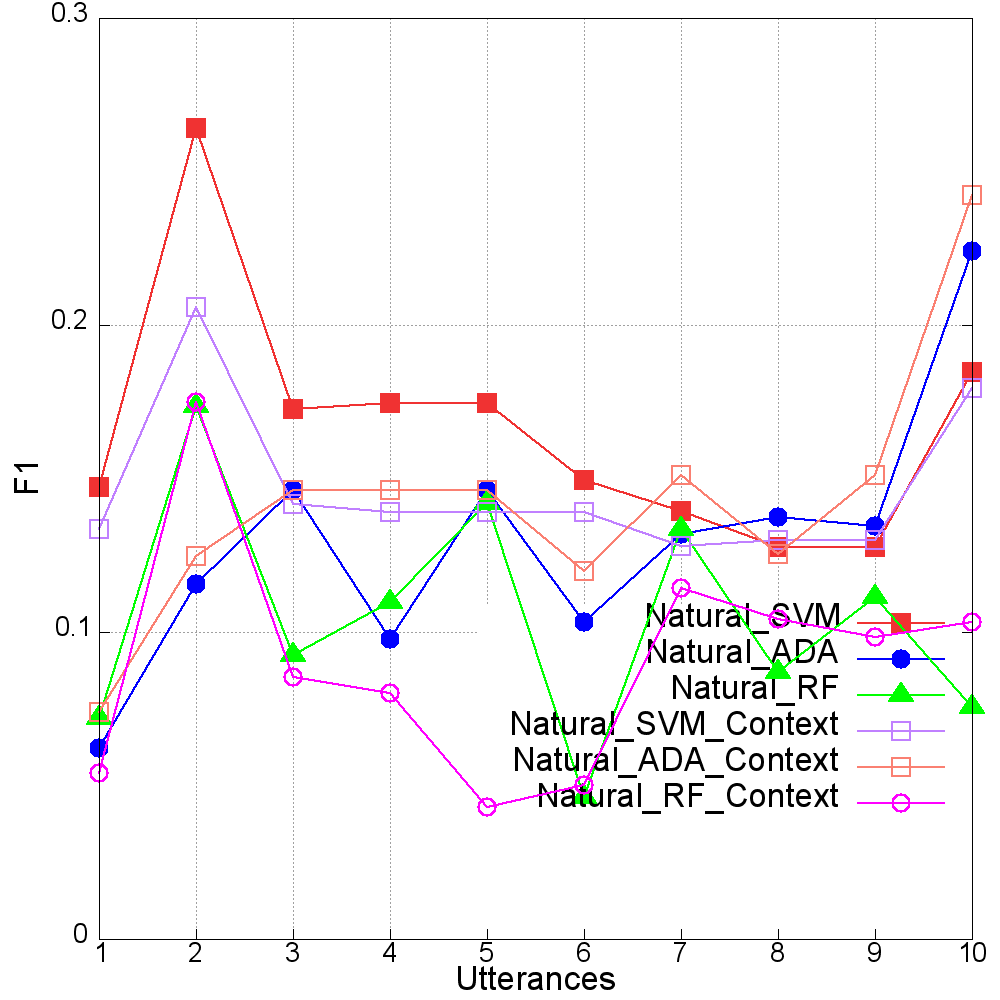 0.3
0.2
0.1
0
F1
Natural_SVM
Natural_ADA
Natural_RF
Natural_SVM_Context
Natural_ADA_Context
Natural_RF_Context
1 2 3 4 5 6 7 8 9 10
Utterances